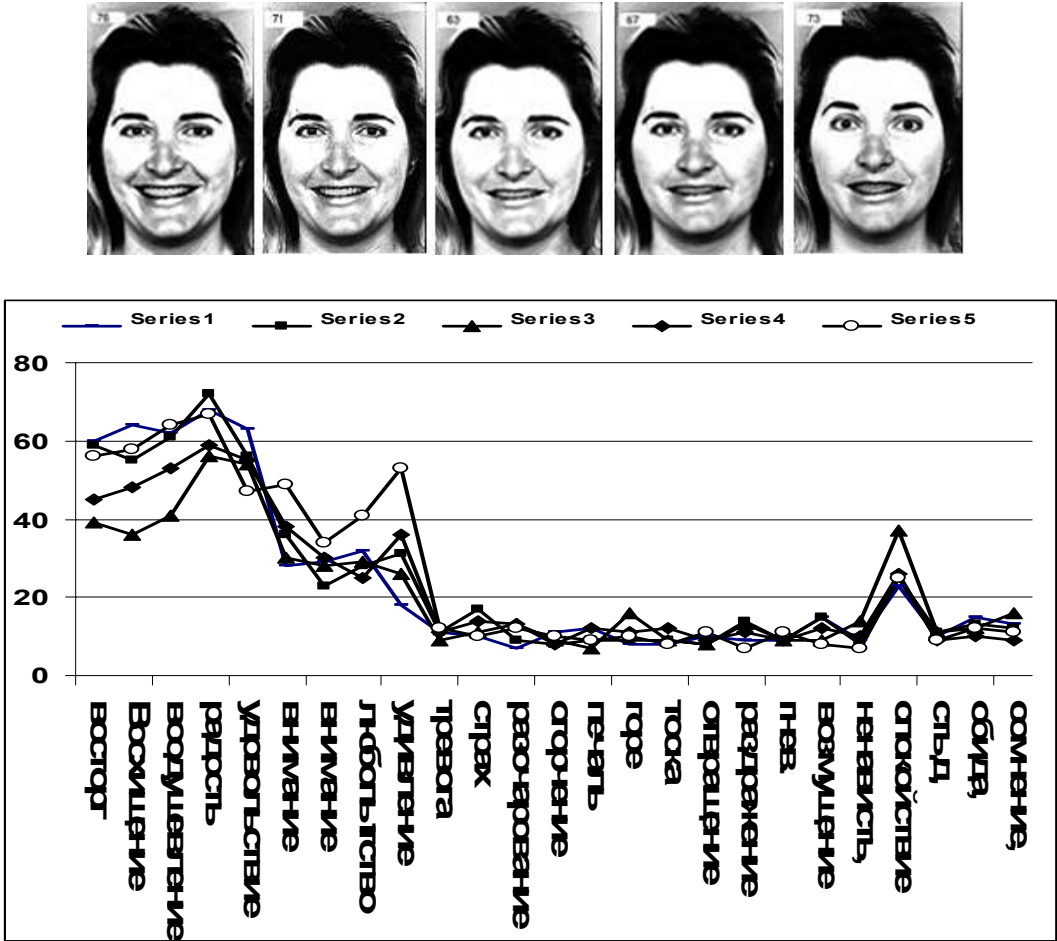 76
71
63
67
73
Series1 Series2 Series3 Series4 Series5
80
60
40
20
0
восторг
Восхищение
воодушевление
радость
удовольствие
внимание
внимание
любопытство
удивление
тревога
страх
разочарование
огорчение
печаль
горе
тоска
отвращение
раздражение
гнев,
возмущение
ненависть,
спокойствие
стыд,
обида,
сомнение,